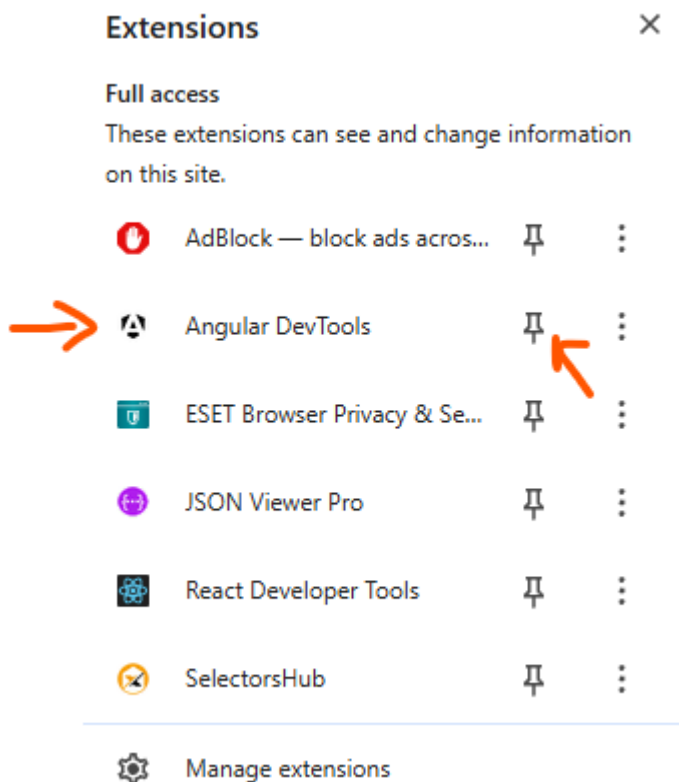 Extensions
Full access
These extensions can see and change information
on this site.
AdBlock — block ads acros...
Angular DevTools
ESET Browser Privacy & Se...
JSON Viewer Pro
React Developer Tools
SelectorsHub
Manage extensions